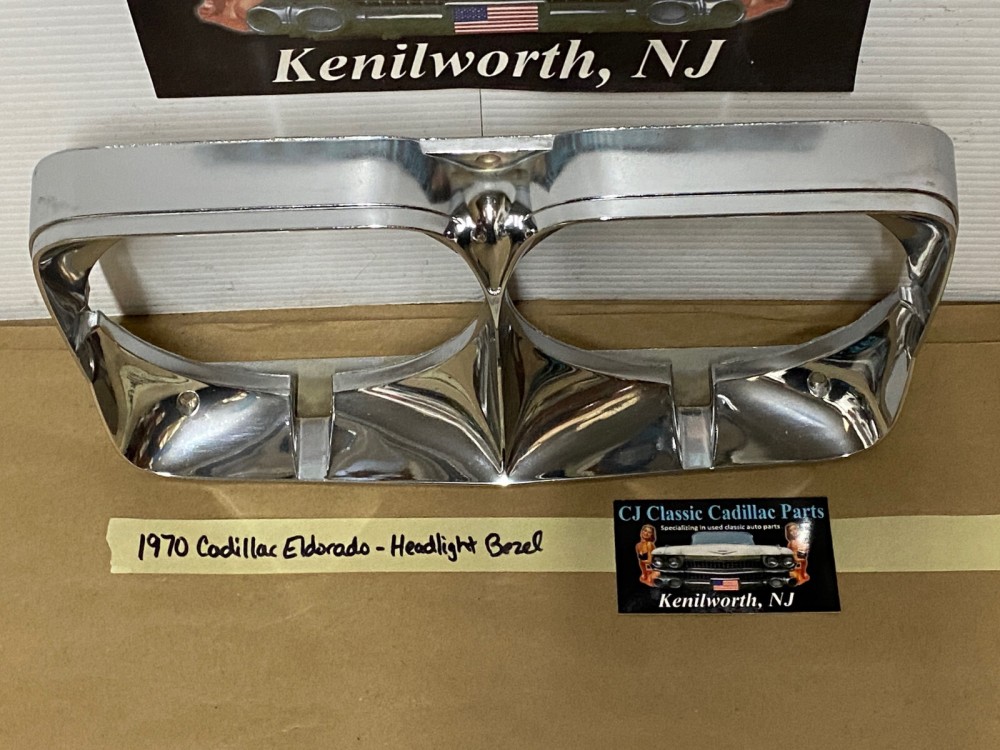 Kenilworth, NJ
1970 Cadillac Eldorado - Headlight Bezel
CJ Classic Cadillac Parts
Specializing in used classic auto parts
Kenilworth, NJ